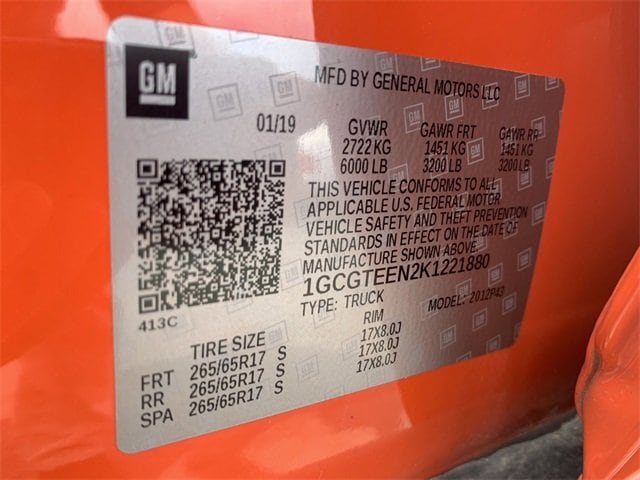 GM
MFD BY GENERAL MOTORS LLC
01/19 GVWR GAWR FRT GAWR RR
2722 KG 1451 KG 1451 KG
6000 LB 3200 LB 3200 LB
THIS VEHICLE CONFORMS TO ALL
APPLICABLE U.S. FEDERAL MOTOR
VEHICLE SAFETY AND THEFT PREVENTION
STANDARDS IN EFFECT ON THE DATE OF
MANUFACTURE SHOWN ABOVE.
1GCGTEEN2K1221880
TYPE: TRUCK MODEL: 2012P43
413C
TIRE SIZE RIM
FRT 265/65R17 S 17X8.0J
RR 265/65R17 S 17X8.0J
SPA 265/65R17 S 17X8.0J